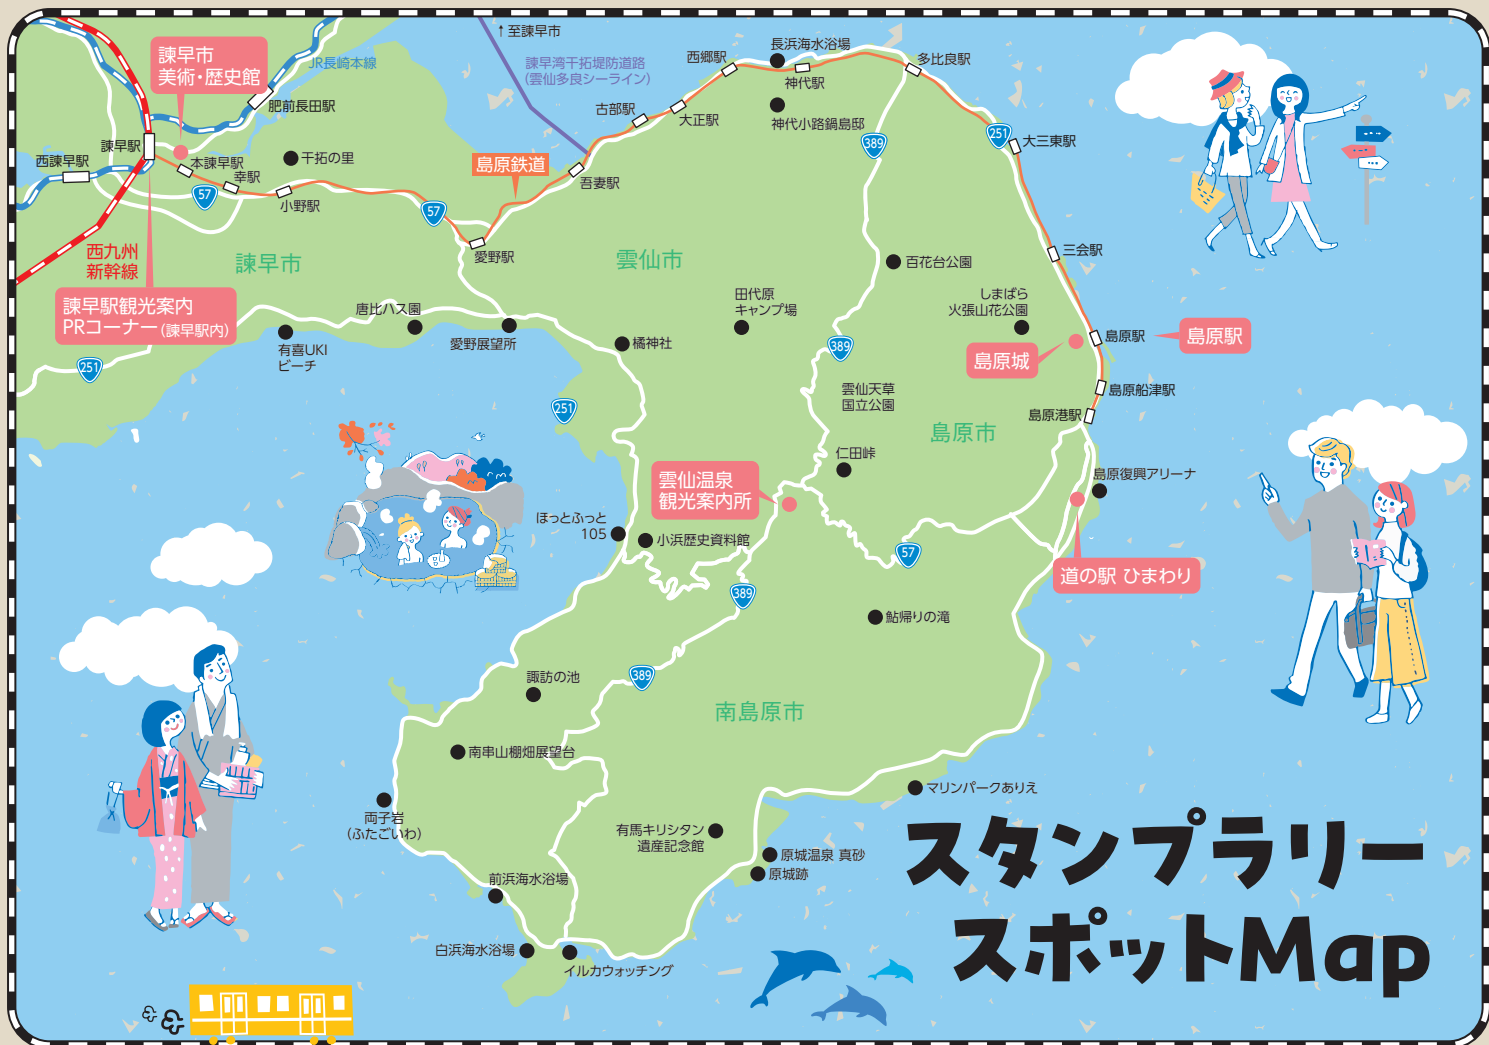 ↑至諫早市
諫早湾干拓堤防道路
(雲仙多良シーライン)
諫早市
美術・歴史館
JR長崎本線
肥前長田駅
諫早駅
西諫早駅
本諫早駅
幸駅
干拓の里
小野駅
57
57
島原鉄道
愛野駅
吾妻駅
古部駅
大正駅
西郷駅
長浜海水浴場
神代駅
神代小路鍋島邸
多比良駅
389
251
大三東駅
三会駅
西九州
新幹線
諫早市
雲仙市
諫早駅観光案内
PRコーナー(諫早駅内)
251
有喜UKI
ビーチ
唐比ハス園
愛野展望所
橘神社
251
田代原
キャンプ場
百花台公園
しまばら
火張山花公園
島原城
島原駅
島原駅
島原船津駅
島原港駅
389
雲仙天草
国立公園
島原市
仁田峠
雲仙温泉
観光案内所
島原復興アリーナ
道の駅 ひまわり
57
ほっとふっと
105
小浜歴史資料館
389
鮎帰りの滝
389
諏訪の池
南島原市
南串山棚畑展望台
両子岩
(ふたごいわ)
マリンパークありえ
有馬キリシタン
遺産記念館
原城温泉 真砂
原城跡
前浜海水浴場
白浜海水浴場
イルカウォッチング
スタンプラリー
スポットMap